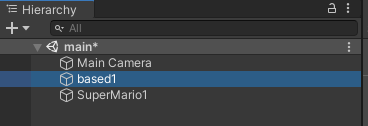 Hierarchy
All
main*
Main Camera
based1
SuperMario1